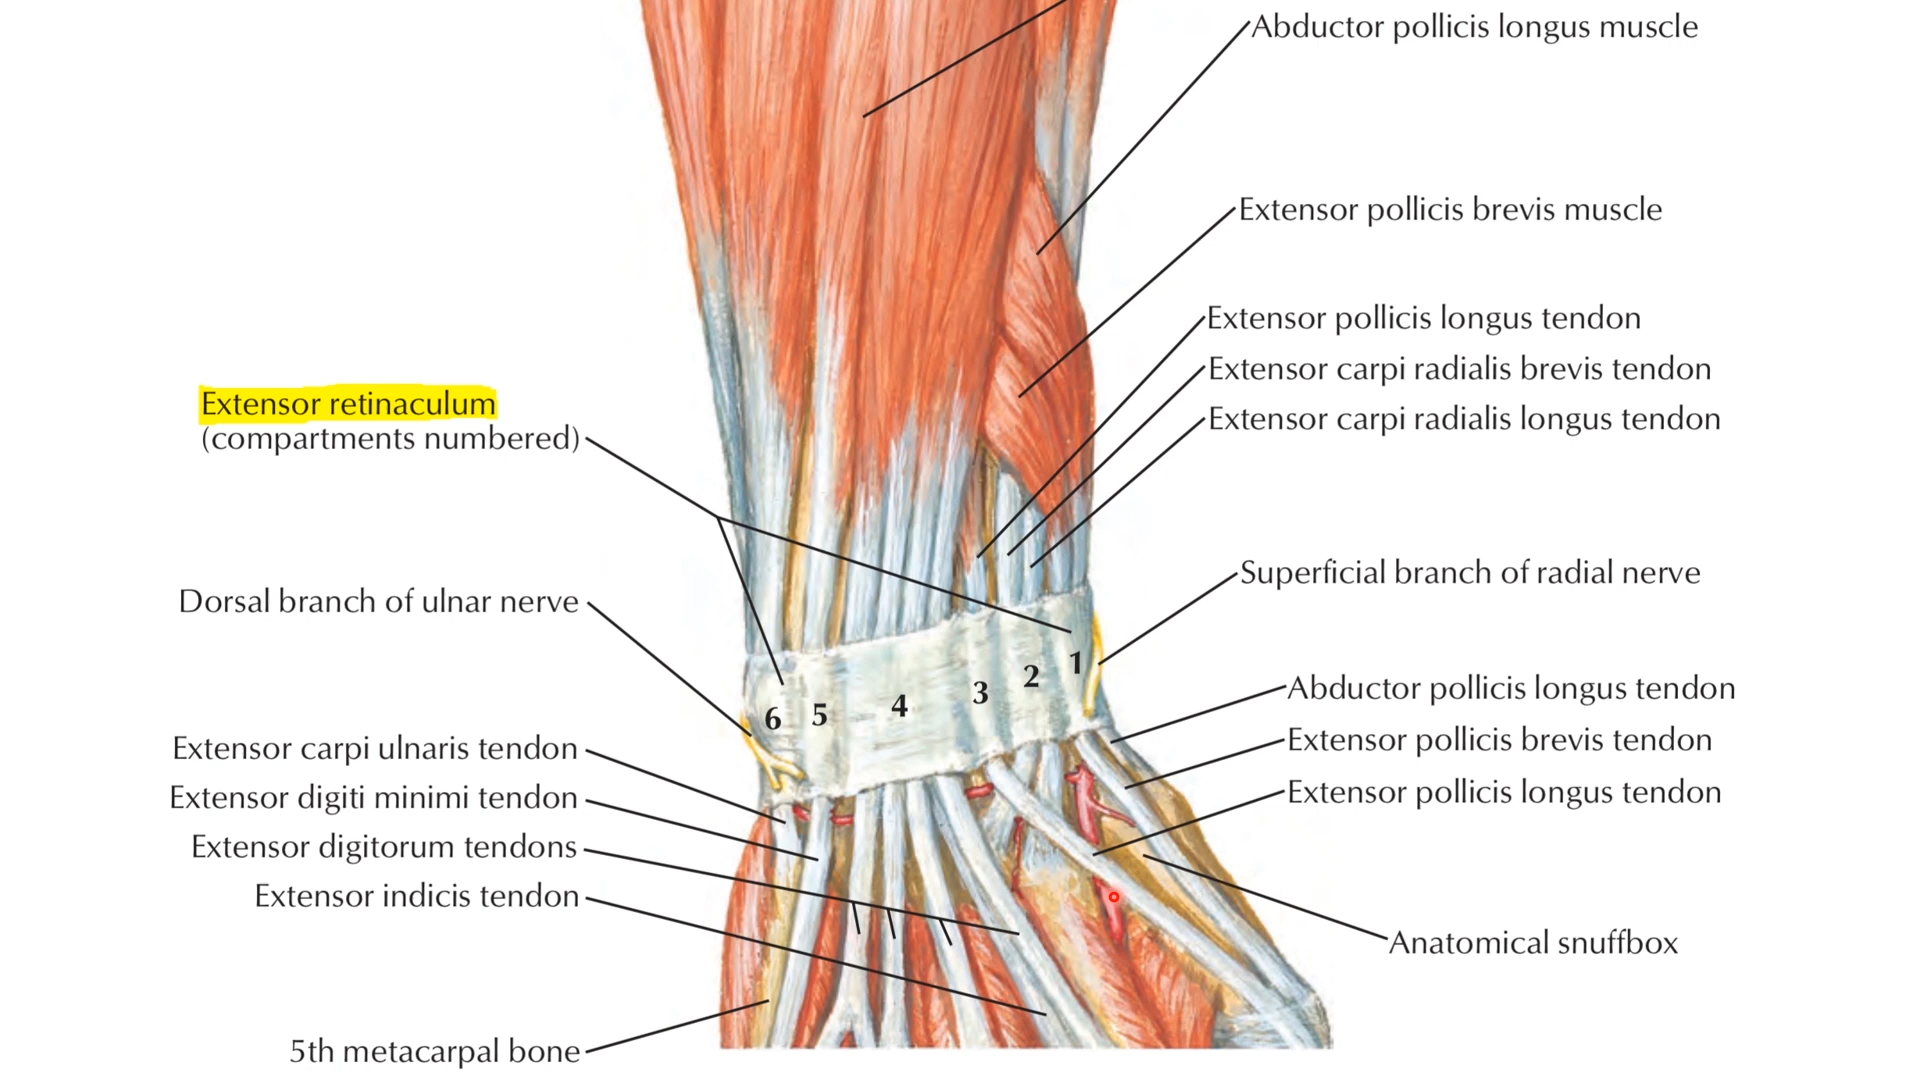 Abductor pollicis longus muscle
Extensor pollicis brevis muscle
Extensor pollicis longus tendon
Extensor carpi radialis brevis tendon
Extensor carpi radialis longus tendon
Extensor retinaculum
(compartments numbered)
Superficial branch of radial nerve
Dorsal branch of ulnar nerve
6 5 4 3 2 1
Abductor pollicis longus tendon
Extensor pollicis brevis tendon
Extensor pollicis longus tendon
Extensor carpi ulnaris tendon
Extensor digiti minimi tendon
Extensor digitorum tendons
Extensor indicis tendon
Anatomical snuffbox
5th metacarpal bone